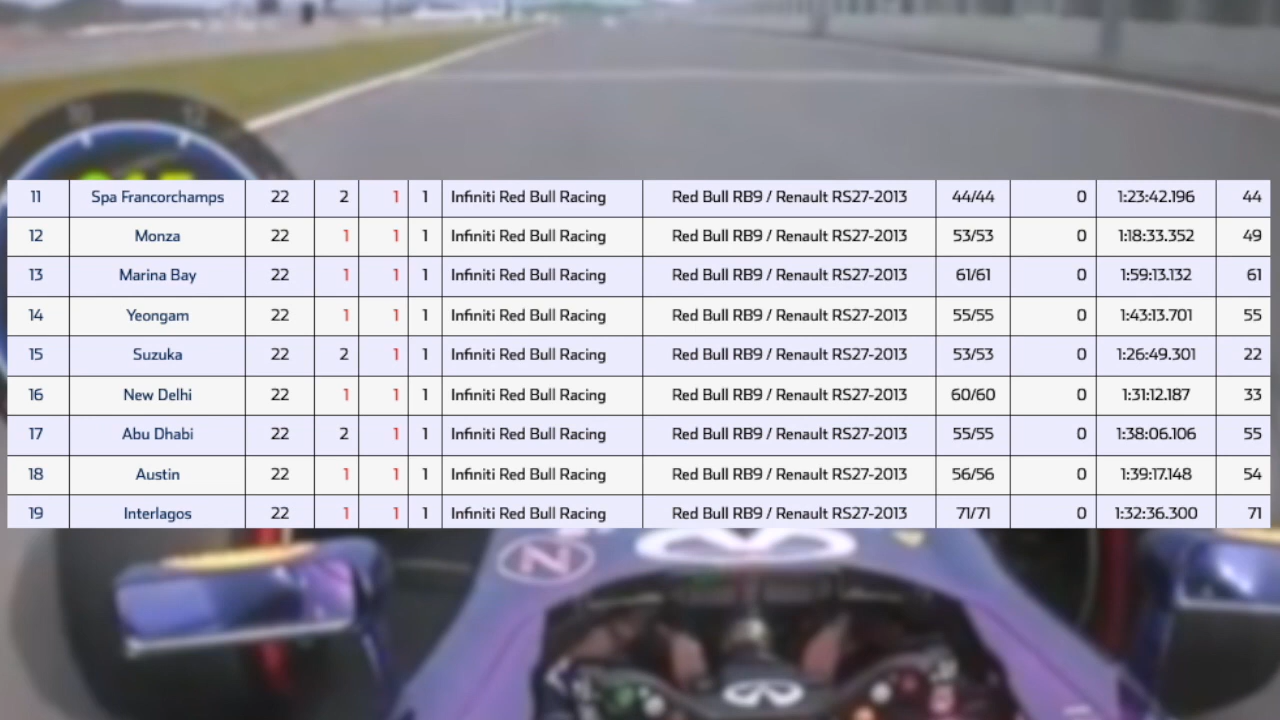 11 Spa Francorchamps 22 2 1 1 Infiniti Red Bull Racing Red Bull RB9 / Renault RS27-2013 44/44 0 1:23:42.196 44
12 Monza 22 1 1 1 Infiniti Red Bull Racing Red Bull RB9 / Renault RS27-2013 53/53 0 1:18:33.352 49
13 Marina Bay 22 1 1 1 Infiniti Red Bull Racing Red Bull RB9 / Renault RS27-2013 61/61 0 1:59:13.132 61
14 Yeongam 22 1 1 1 Infiniti Red Bull Racing Red Bull RB9 / Renault RS27-2013 55/55 0 1:43:13.701 55
15 Suzuka 22 2 1 1 Infiniti Red Bull Racing Red Bull RB9 / Renault RS27-2013 53/53 0 1:26:49.301 22
16 New Delhi 22 1 1 1 Infiniti Red Bull Racing Red Bull RB9 / Renault RS27-2013 60/60 0 1:31:12.187 33
17 Abu Dhabi 22 2 1 1 Infiniti Red Bull Racing Red Bull RB9 / Renault RS27-2013 55/55 0 1:38:06.106 55
18 Austin 22 1 1 1 Infiniti Red Bull Racing Red Bull RB9 / Renault RS27-2013 56/56 0 1:39:17.148 54
19 Interlagos 22 1 1 1 Infiniti Red Bull Racing Red Bull RB9 / Renault RS27-2013 71/71 0 1:32:36.300 71